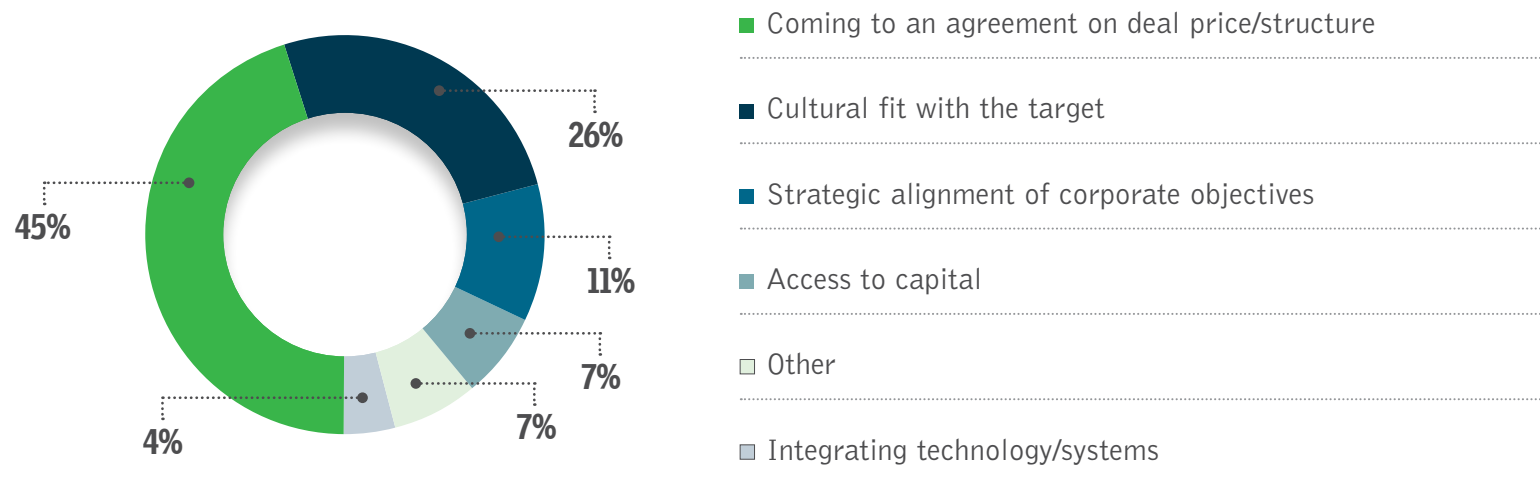 45%
26%
11%
7%
7%
4%
Coming to an agreement on deal price/structure
Cultural fit with the target
Strategic alignment of corporate objectives
Access to capital
Other
Integrating technology/systems